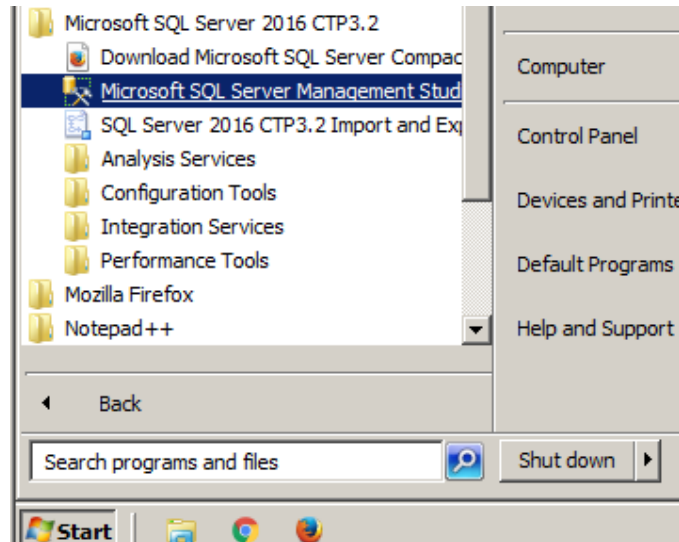 Microsoft SQL Server 2016 CTP3.2
Download Microsoft SQL Server Compac
Microsoft SQL Server Management Stud
SQL Server 2016 CTP3.2 Import and Exp
Analysis Services
Configuration Tools
Integration Services
Performance Tools
Mozilla Firefox
Notepad++
Back
Search programs and files
Computer
Control Panel
Devices and Printe
Default Programs
Help and Support
Shut down
Start